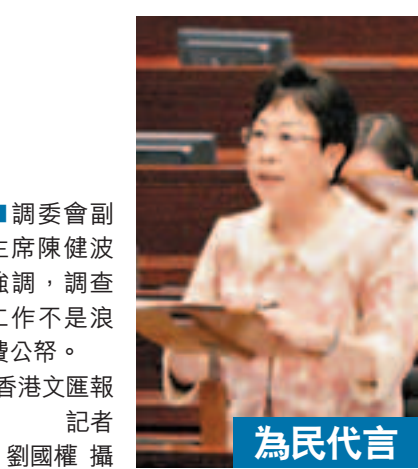 ■調委會副
主席陳健波
強調，調查
工作不是浪
費公帑。
香港文匯報
記者
劉國權 攝
為民代言